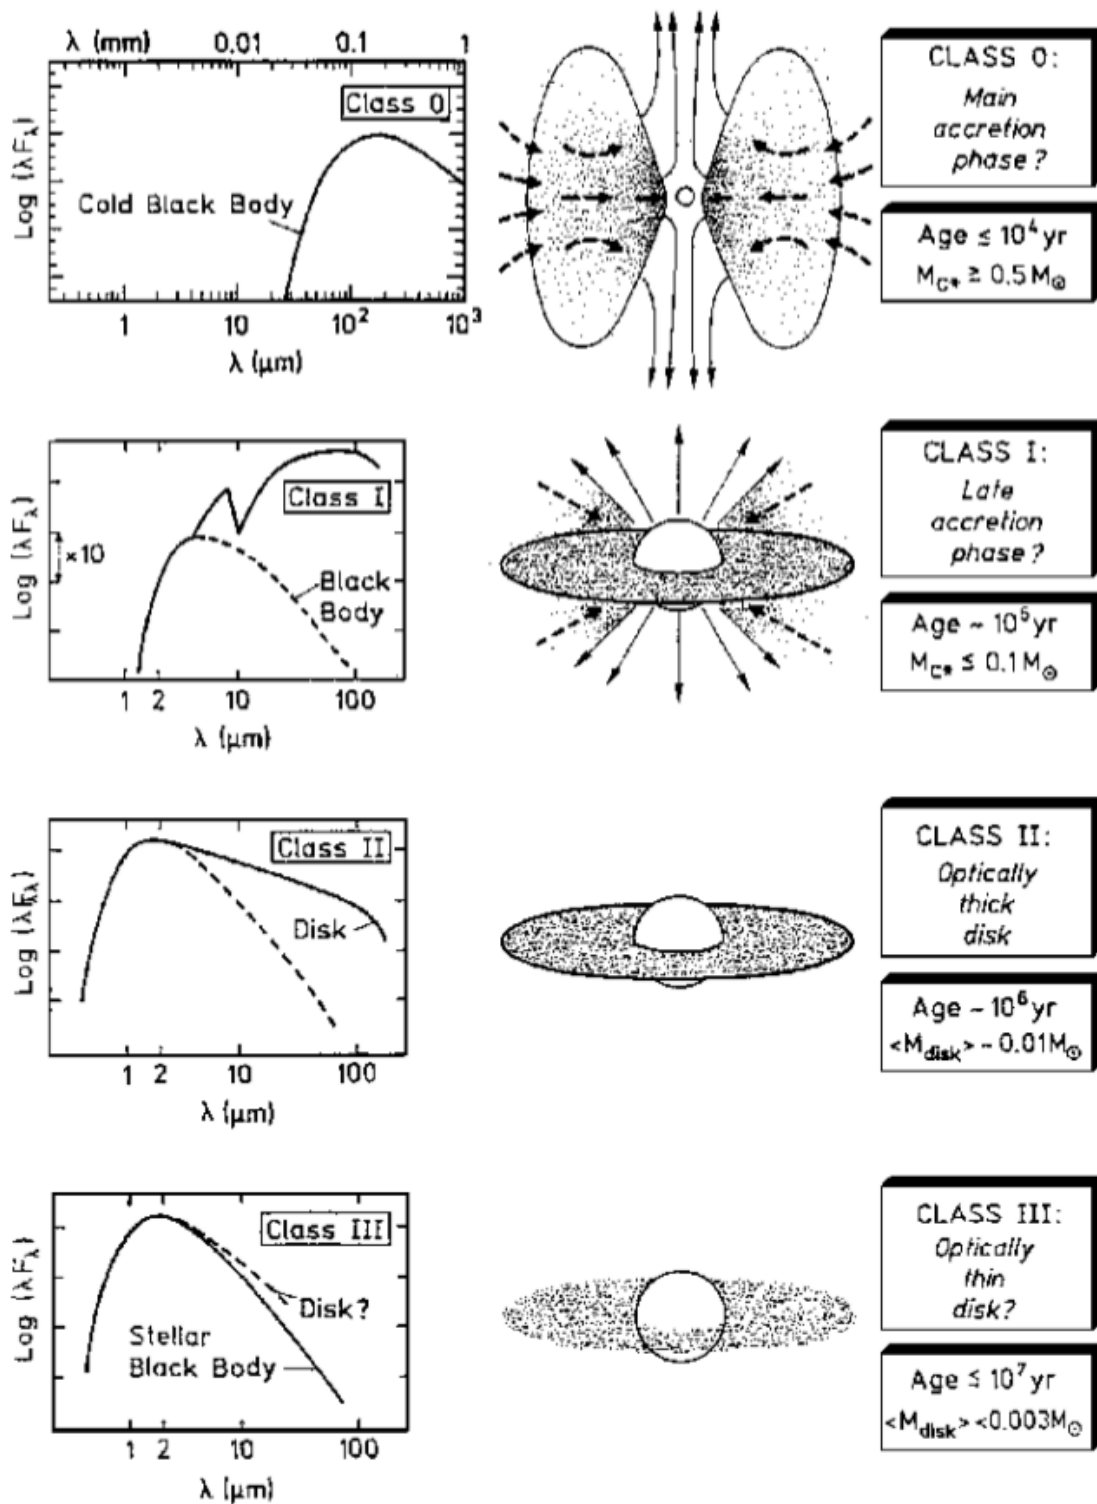 λ (mm) 0.01 0.1 1
Class 0
Cold Black Body
Log (λFλ)
1 10 10² 10³
λ (μm)
CLASS 0:
Main
accretion
phase?
Age ≤ 10⁴ yr
M_C* ≥ 0.5 M_⊙
Class I
×10
Black
Body
Log (λFλ)
1 2 10 100
λ (μm)
CLASS I:
Late
accretion
phase?
Age ~ 10⁵ yr
M_C* ≤ 0.1 M_⊙
Class II
Disk
Log (λFλ)
1 2 10 100
λ (μm)
CLASS II:
Optically
thick
disk
Age ~ 10⁶ yr
<M_disk> ~ 0.01 M_⊙
Class III
Disk?
Stellar
Black Body
Log (λFλ)
1 2 10 100
λ (μm)
CLASS III:
Optically
thin
disk?
Age ≤ 10⁷ yr
<M_disk> < 0.003 M_⊙